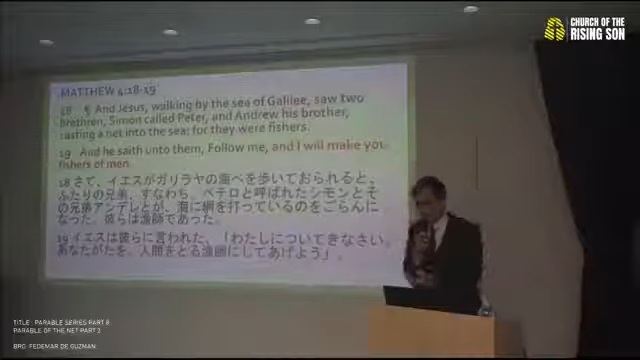 CHURCH OF THE
RISING SON
MATTHEW 4:18-19
18 ¶ And Jesus, walking by the sea of Galilee, saw two
brethren, Simon called Peter, and Andrew his brother,
casting a net into the sea: for they were fishers.
19 And he saith unto them, Follow me, and I will make you
fishers of men.
18 さて、イエスがガリラヤの海べを歩いておられると、
ふたりの兄弟、すなわち、ペテロと呼ばれたシモンとそ
の兄弟アンデレとが、海に網を打っているのをごらんに
なった。彼らは漁師であった。
19 イエスは彼らに言われた、「わたしについてきなさい。
あなたがたを、人間をとる漁師にしてあげよう」。
TITLE : PARABLE SERIES PART 8
PARABLE OF THE NET PART 3
BRO. FEDEMAR DE GUZMAN